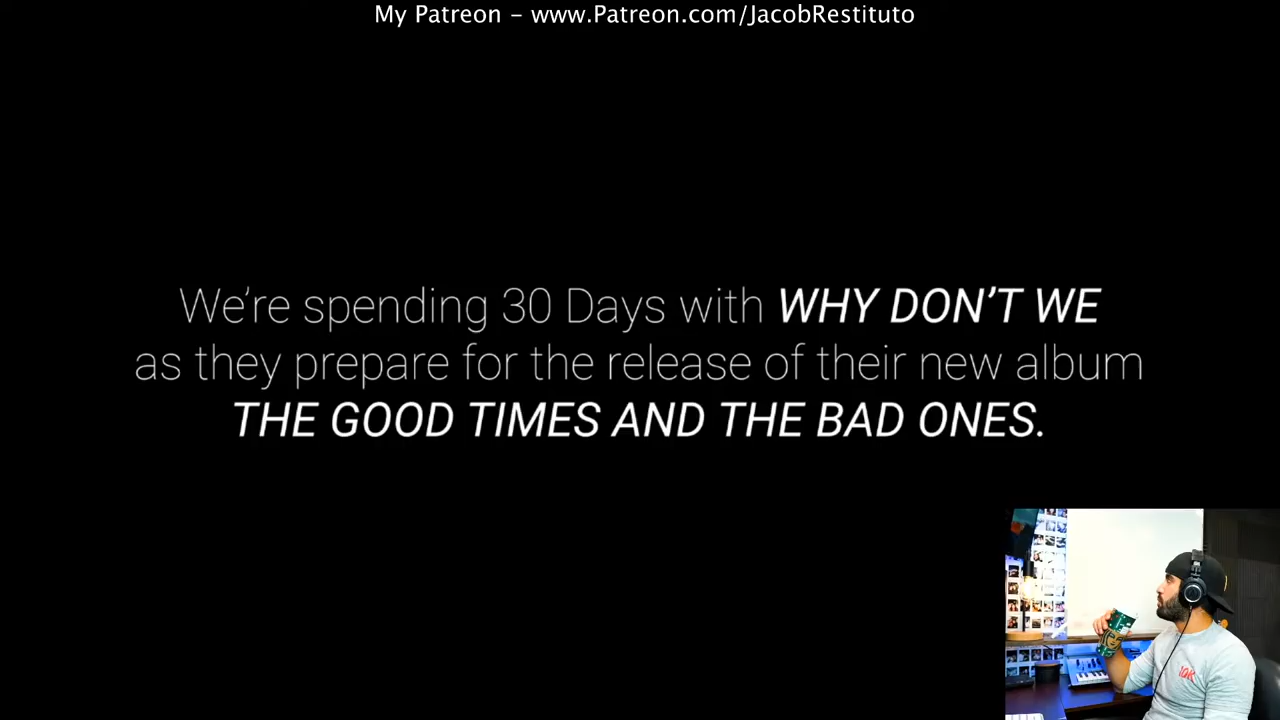 My Patreon - www.Patreon.com/JacobRestituto
We're spending 30 Days with WHY DON'T WE
as they prepare for the release of their new album
THE GOOD TIMES AND THE BAD ONES.